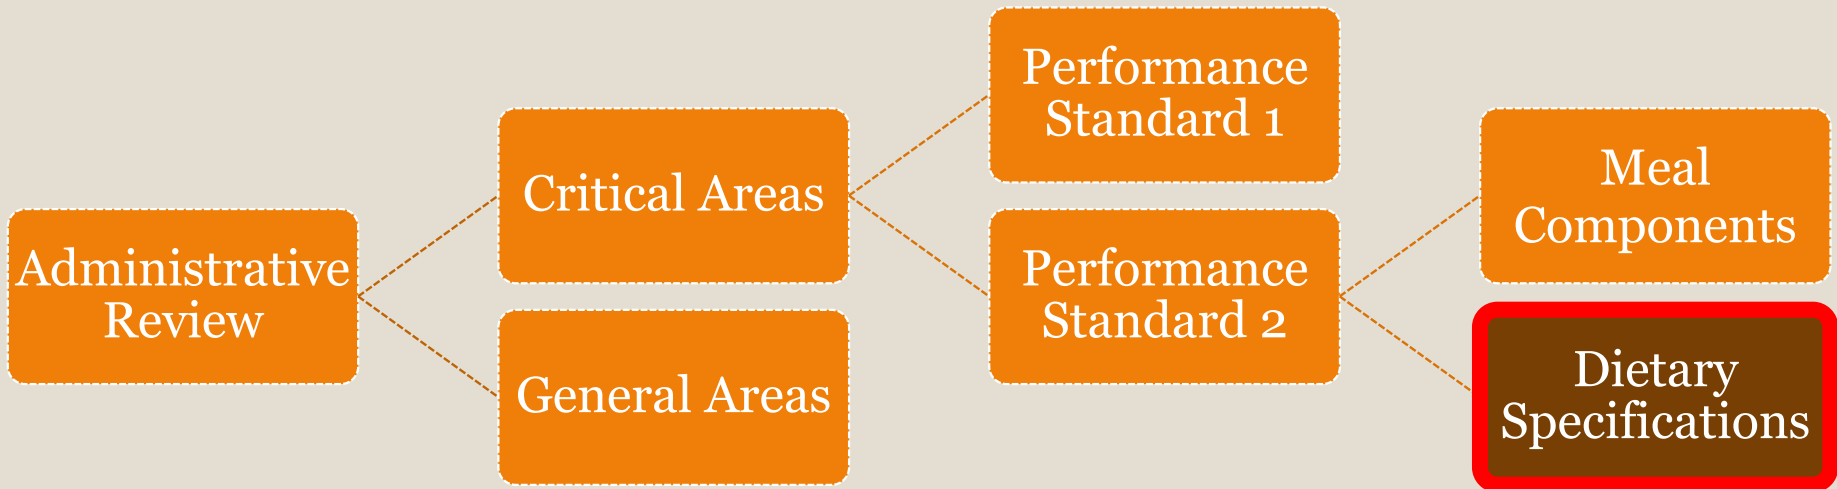 Administrative
Review
Critical Areas
General Areas
Performance
Standard 1
Performance
Standard 2
Meal
Components
Dietary
Specifications